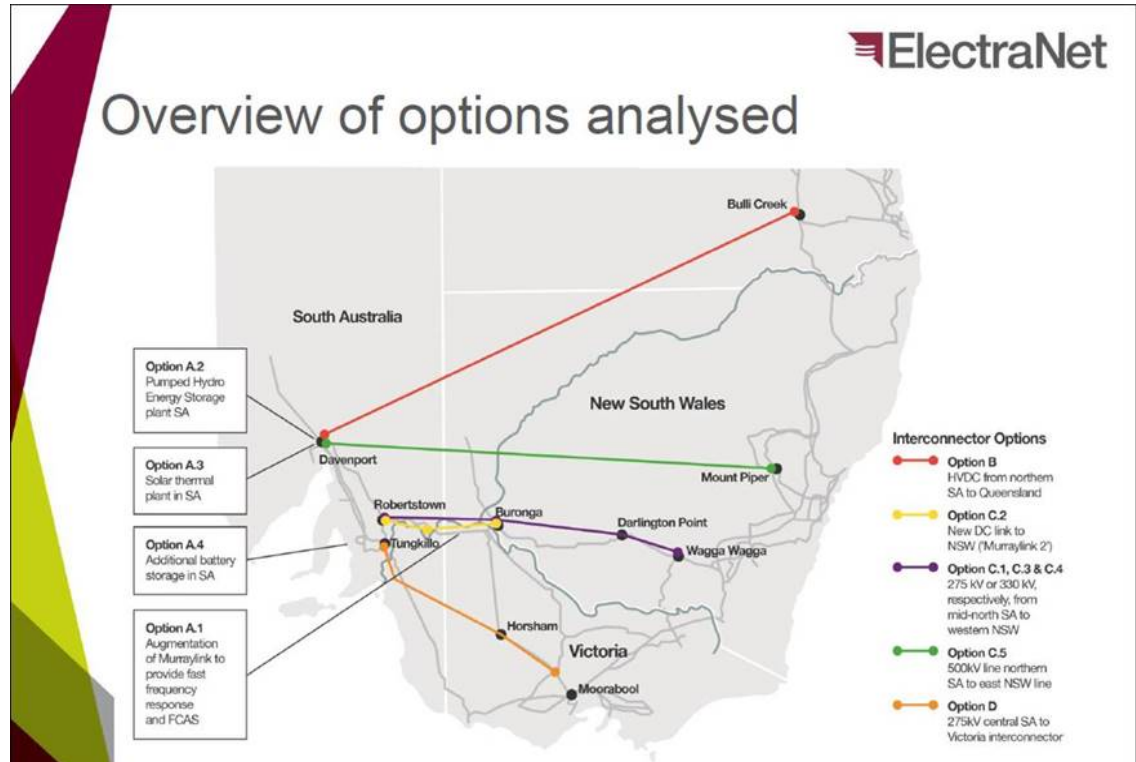 ElectraNet
Overview of options analysed
Bulli Creek
South Australia
New South Wales
Davenport
Mount Piper
Robertstown
Buronga
Darlington Point
Tungkillo
Wagga Wagga
Horsham
Victoria
Moorabool
Option A.2
Pumped Hydro
Energy Storage
plant SA
Option A.3
Solar thermal
plant in SA
Option A.4
Additional battery
storage in SA
Option A.1
Augmentation
of Murraylink to
provide fast
frequency
response
and FCAS
Interconnector Options
Option B
HVDC from northern
SA to Queensland
Option C.2
New DC link to
NSW ('Murraylink 2')
Option C.1, C.3 & C.4
275 kV or 330 kV,
respectively, from
mid-north SA to
western NSW
Option C.5
500kV line northern
SA to east NSW line
Option D
275kV central SA to
Victoria interconnector